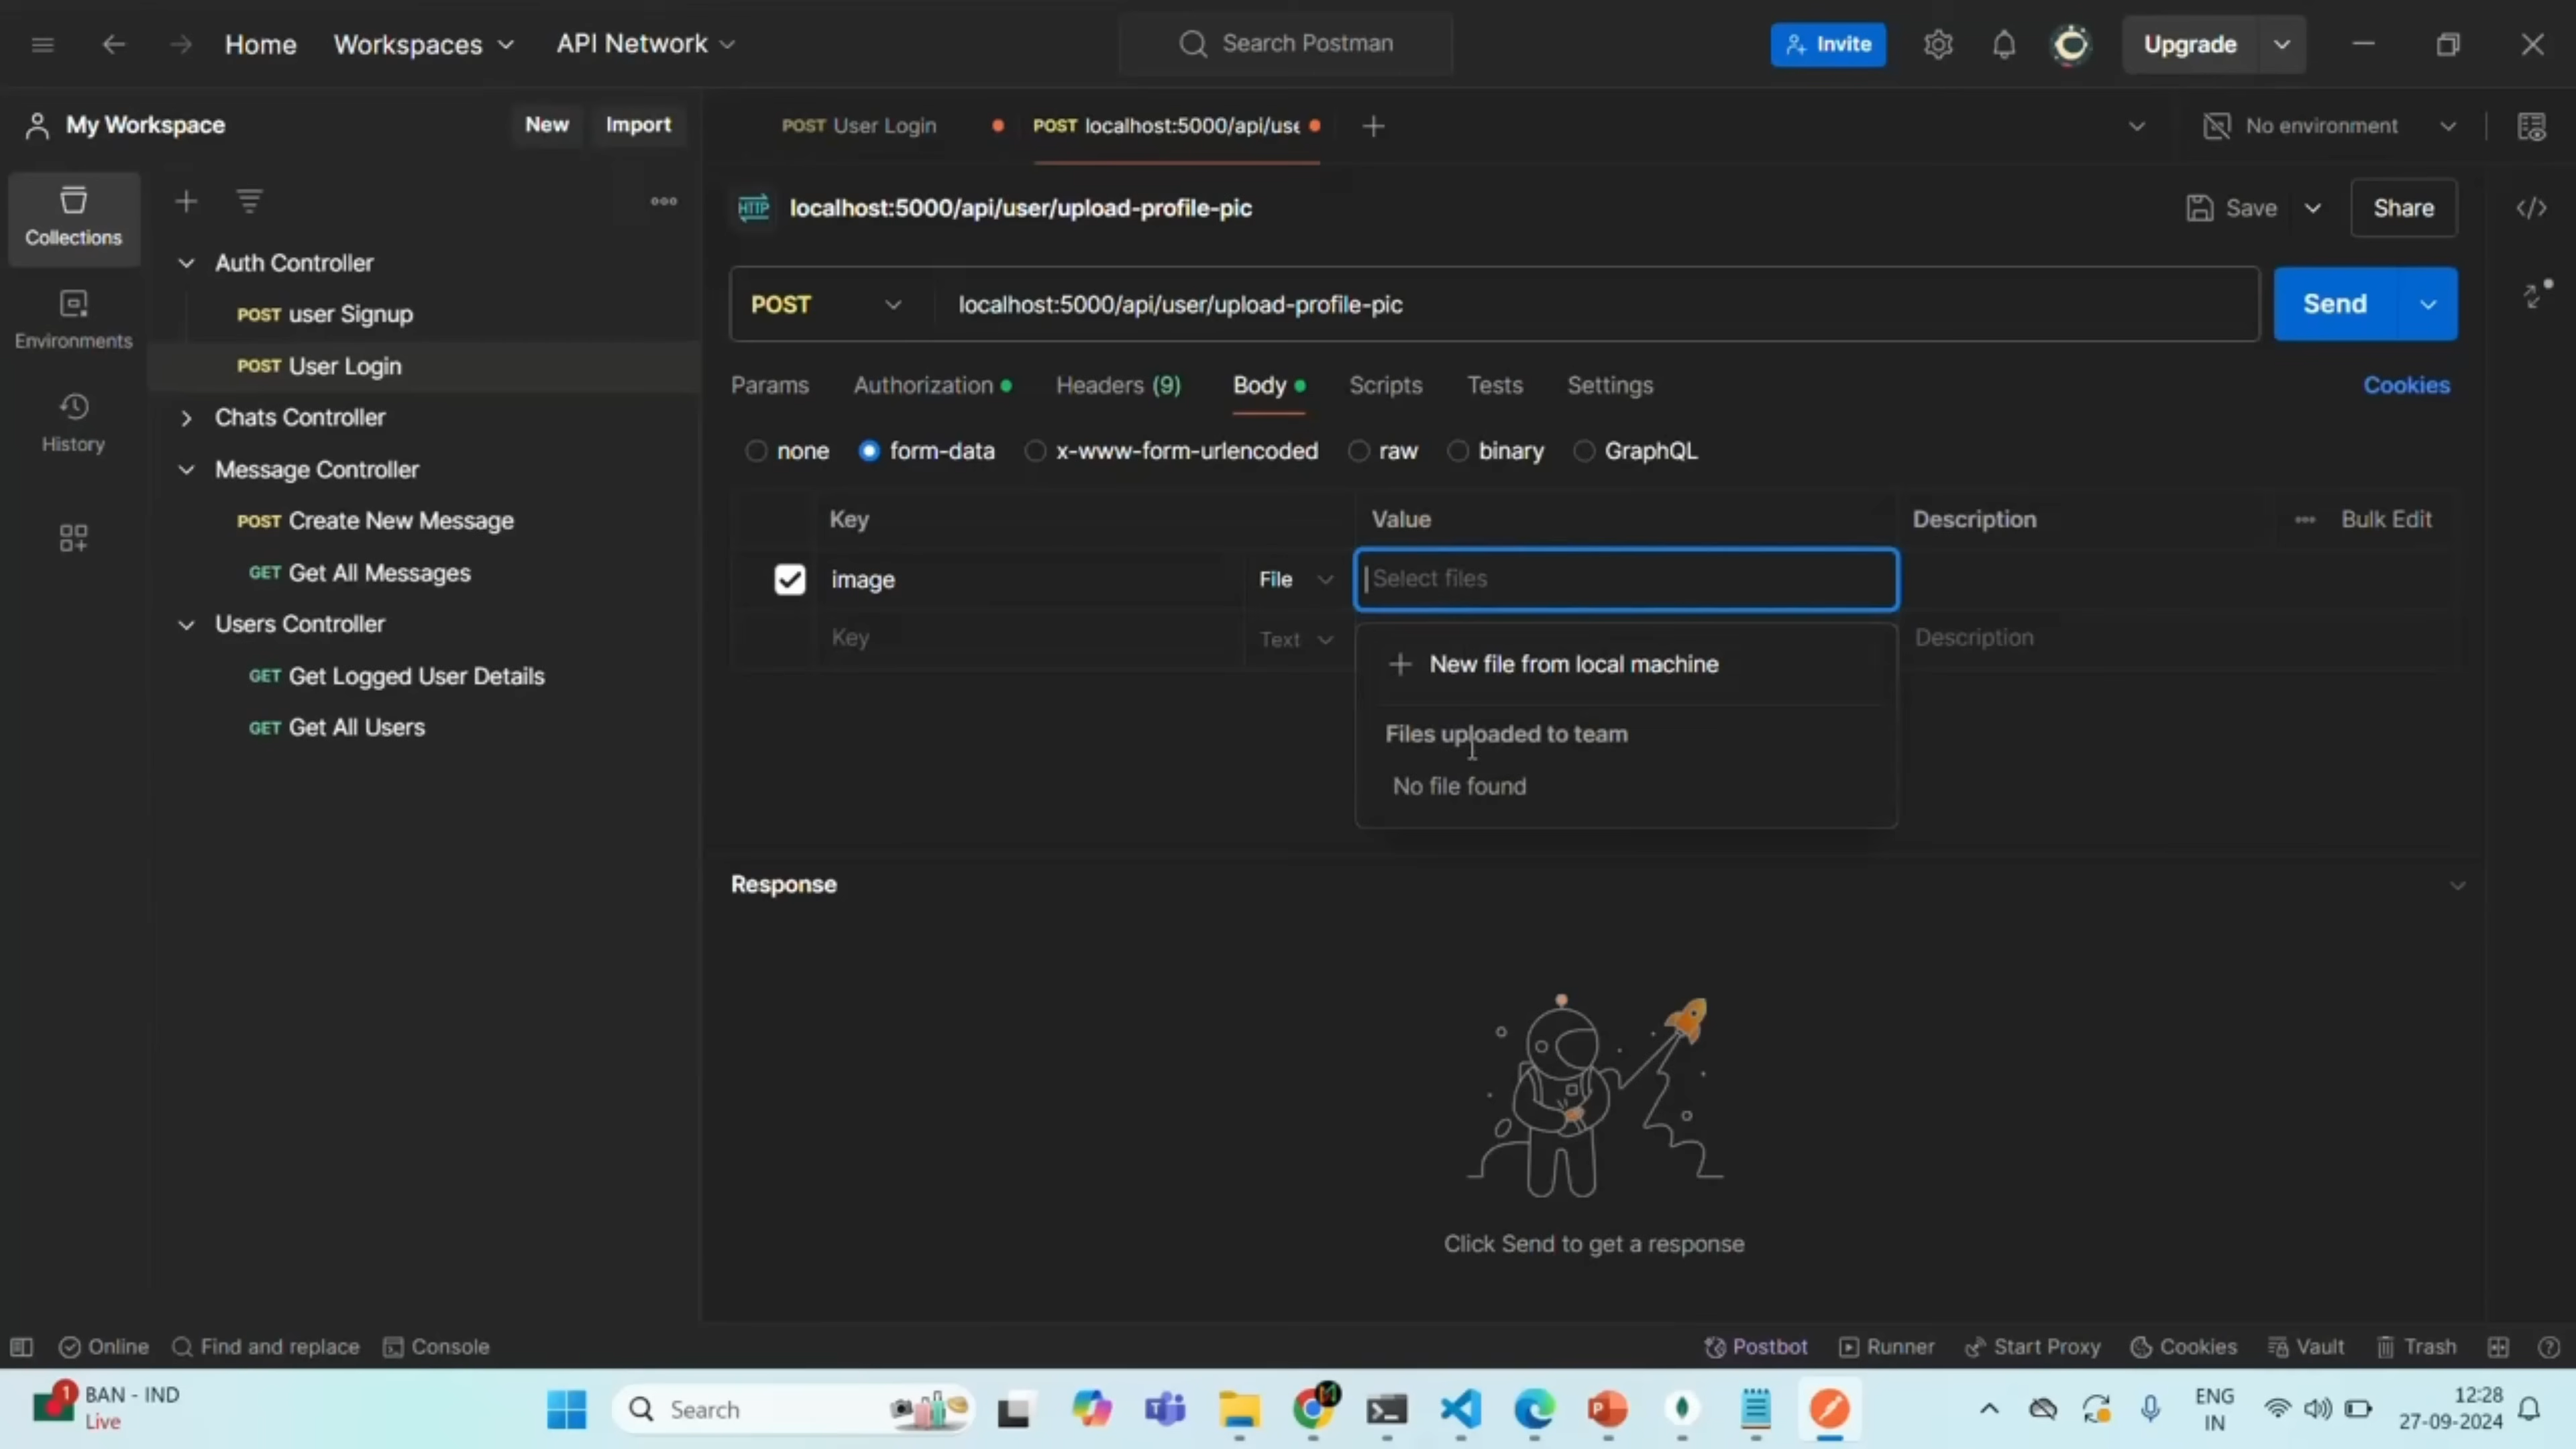 Home Workspaces API Network Search Postman Invite Upgrade
My Workspace New Import POST User Login POST localhost:5000/api/use No environment
HTTP localhost:5000/api/user/upload-profile-pic Save Share
Collections
Auth Controller
POST user Signup
POST localhost:5000/api/user/upload-profile-pic Send
Environments
POST User Login
Params Authorization Headers (9) Body Scripts Tests Settings Cookies
Chats Controller
History
none form-data x-www-form-urlencoded raw binary GraphQL
Message Controller
POST Create New Message
Key Value Description Bulk Edit
GET Get All Messages
image File Select files
Users Controller
Key Text Description
GET Get Logged User Details
New file from local machine
GET Get All Users
Files uploaded to team
No file found
Response
Click Send to get a response
Online Find and replace Console Postbot Runner Start Proxy Cookies Vault Trash
1 BAN - IND
Live
Search
ENG
IN
12:28
27-09-2024